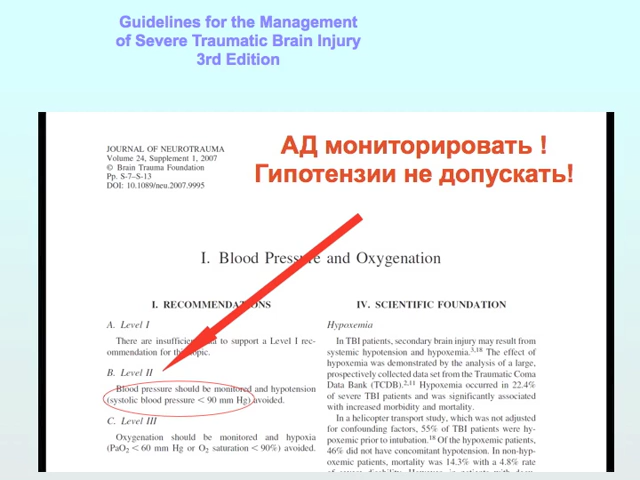 Guidelines for the Management
of Severe Traumatic Brain Injury
3rd Edition
JOURNAL OF NEUROTRAUMA
Volume 24, Supplement 1, 2007
© Brain Trauma Foundation
Pp. S-7–S-13
DOI: 10.1089/neu.2007.9995
АД мониторировать !
Гипотензии не допускать!
I. Blood Pressure and Oxygenation
I. RECOMMENDATIONS
A. Level I
There are insufficient data to support a Level I rec-
ommendation for this topic.
B. Level II
Blood pressure should be monitored and hypotension
(systolic blood pressure < 90 mm Hg) avoided.
C. Level III
Oxygenation should be monitored and hypoxia
(PaO2 < 60 mm Hg or O2 saturation < 90%) avoided.
IV. SCIENTIFIC FOUNDATION
Hypoxemia
In TBI patients, secondary brain injury may result from
systemic hypotension and hypoxemia.3,18 The effect of
hypoxemia was demonstrated by the analysis of a large,
prospectively collected data set from the Traumatic Coma
Data Bank (TCDB).2,11 Hypoxemia occurred in 22.4%
of severe TBI patients and was significantly associated
with increased morbidity and mortality.
In a helicopter transport study, which was not adjusted
for confounding factors, 55% of TBI patients were hy-
poxemic prior to intubation.18 Of the hypoxemic patients,
46% did not have concomitant hypotension. In non-hyp-
oxemic patients, mortality was 14.3% with a 4.8% rate